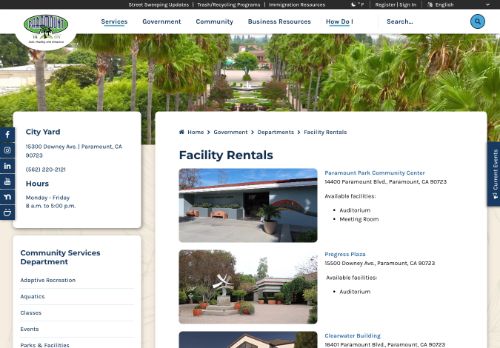 Street Sweeping Updates | Trash/Recycling Programs | Immigration Resources
° F
Register | Sign In
English
PARAMOUNT
Services
Government
Community
Business Resources
How Do I
Search...
City Yard
15300 Downey Ave. | Paramount, CA
90723
(562) 220-2121
Hours
Monday - Friday
8 a.m. to 5:00 p.m.
Community Services
Department
Adaptive Recreation
Aquatics
Classes
Events
Parks & Facilities
Home > Government > Departments > Facility Rentals
Facility Rentals
Paramount Park Community Center
14400 Paramount Blvd., Paramount, CA 90723
Available facilities:
• Auditorium
• Meeting Room
Progress Plaza
15500 Downey Ave., Paramount, CA 90723
Available facilities:
• Auditorium
Clearwater Building
16401 Paramount Blvd., Paramount, CA 90723
Current Events